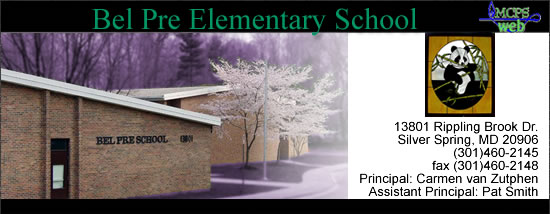 Bel Pre Elementary School
MCPS
web
BEL PRE SCHOOL
13801 Rippling Brook Dr.
Silver Spring, MD 20906
(301)460-2145
fax (301)460-2148
Principal: Carmen van Zutphen
Assistant Principal: Pat Smith